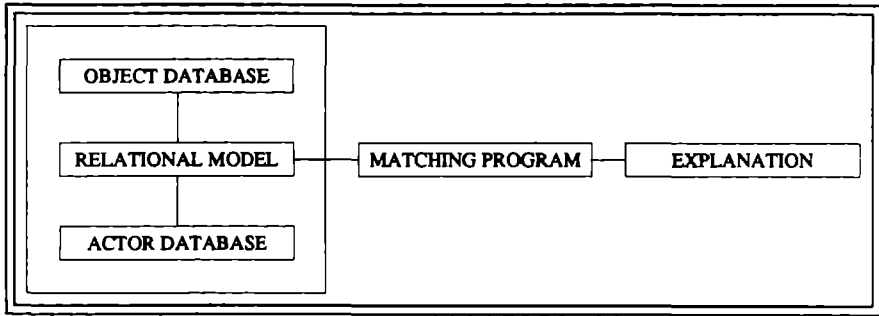 OBJECT DATABASE
RELATIONAL MODEL
MATCHING PROGRAM
EXPLANATION
ACTOR DATABASE